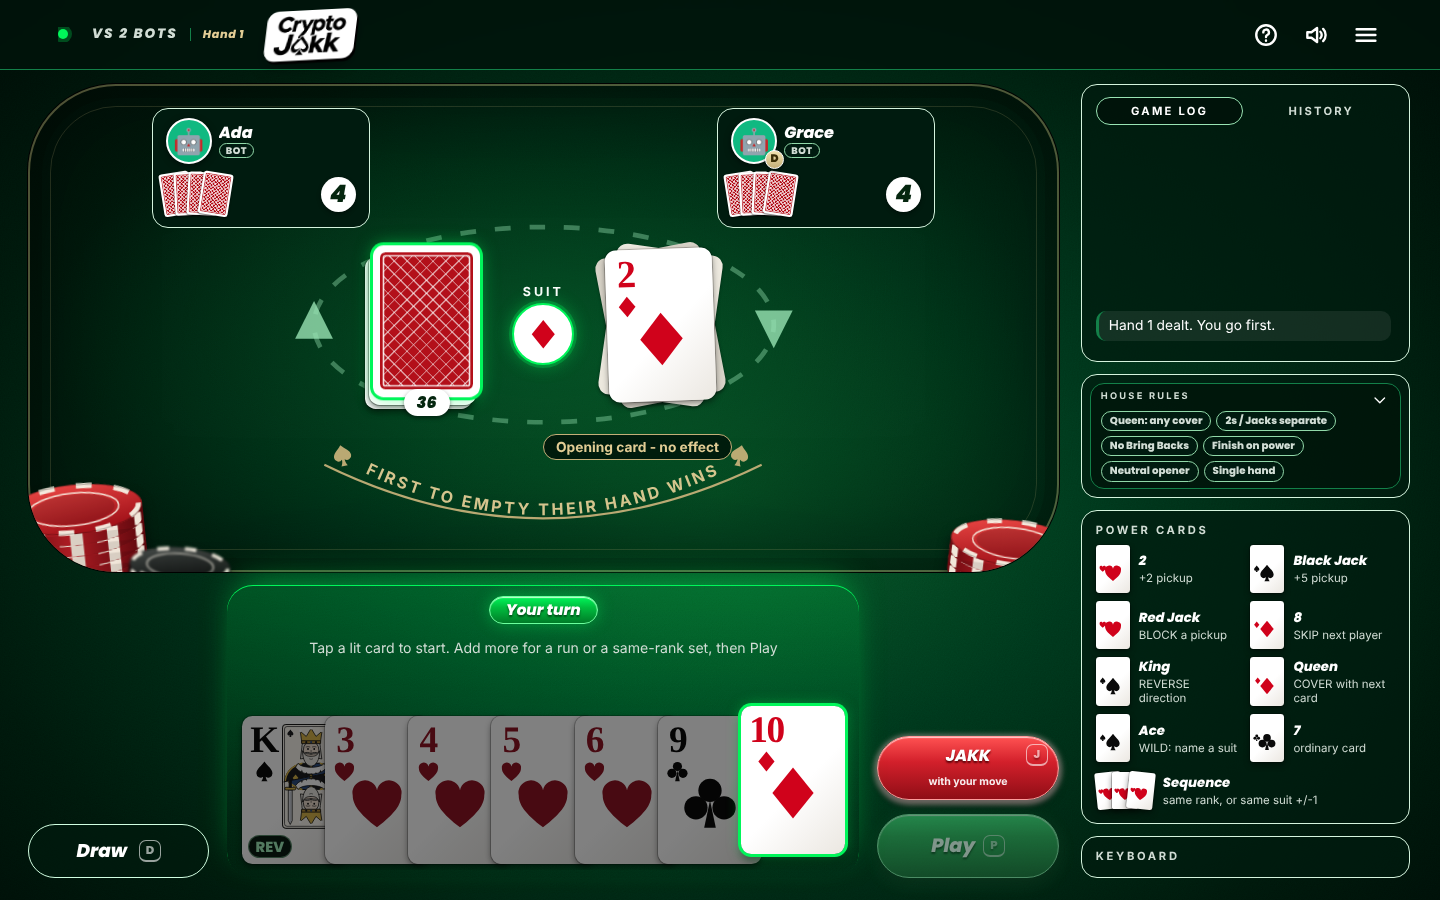 VS 2 BOTS
Hand 1
Crypto
Jakk
Ada
BOT
4
Grace
D
BOT
4
36
SUIT
2
Opening card - no effect
FIRST TO EMPTY THEIR HAND WINS
Your turn
Tap a lit card to start. Add more for a run or a same-rank set, then Play
K
REV
3
4
5
6
9
10
Draw D
JAKK J
with your move
Play P
GAME LOG
HISTORY
Hand 1 dealt. You go first.
HOUSE RULES
Queen: any cover
2s / Jacks separate
No Bring Backs
Finish on power
Neutral opener
Single hand
POWER CARDS
2
+2 pickup
Black Jack
+5 pickup
Red Jack
BLOCK a pickup
8
SKIP next player
King
REVERSE
direction
Queen
COVER with next
card
Ace
WILD: name a suit
7
ordinary card
Sequence
same rank, or same suit +/-1
KEYBOARD